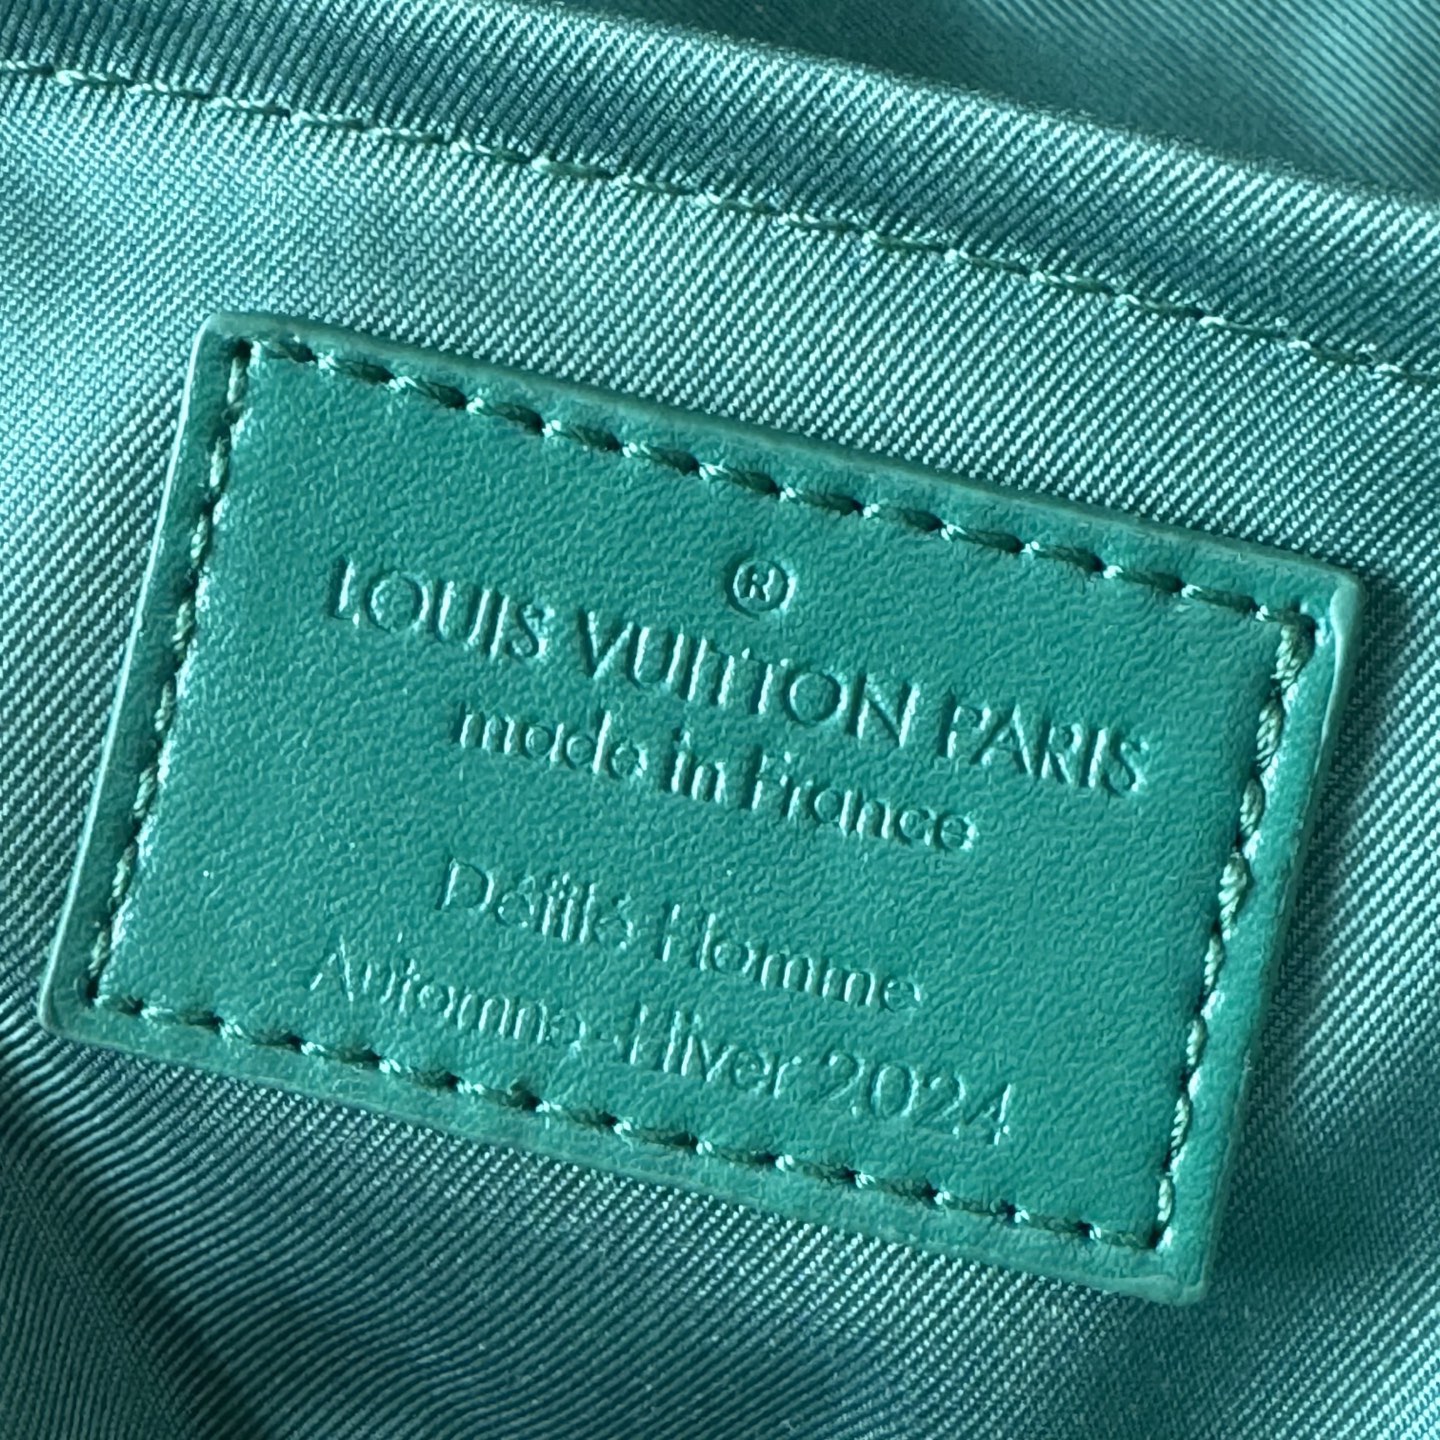 ®
LOUIS VUITTON PARIS
made in France
Défilé Homme
Automne - Hiver 2024